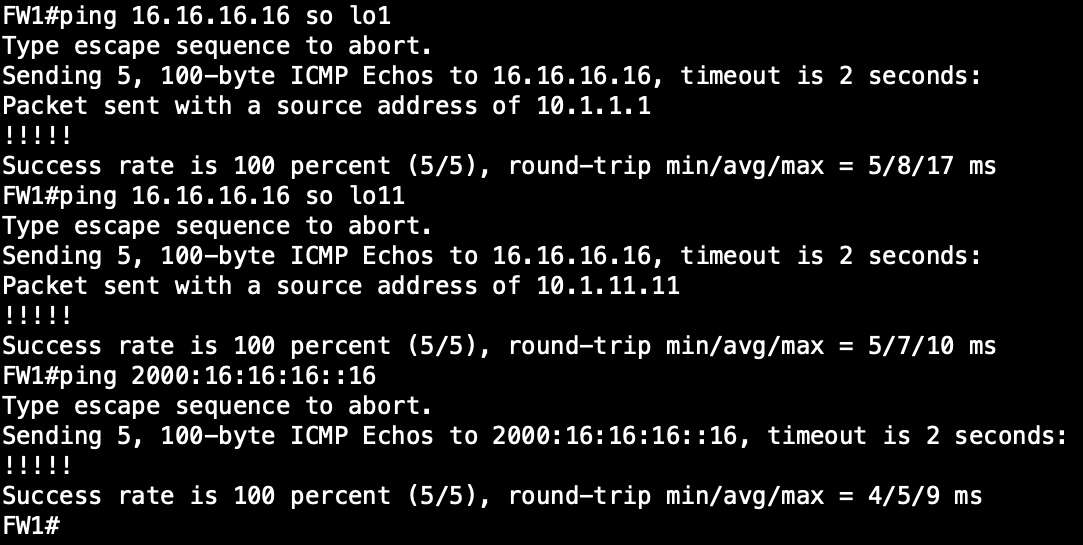 FW1#ping 16.16.16.16 so lo1
Type escape sequence to abort.
Sending 5, 100-byte ICMP Echos to 16.16.16.16, timeout is 2 seconds:
Packet sent with a source address of 10.1.1.1
!!!!!
Success rate is 100 percent (5/5), round-trip min/avg/max = 5/8/17 ms
FW1#ping 16.16.16.16 so lo11
Type escape sequence to abort.
Sending 5, 100-byte ICMP Echos to 16.16.16.16, timeout is 2 seconds:
Packet sent with a source address of 10.1.11.11
!!!!!
Success rate is 100 percent (5/5), round-trip min/avg/max = 5/7/10 ms
FW1#ping 2000:16:16:16::16
Type escape sequence to abort.
Sending 5, 100-byte ICMP Echos to 2000:16:16:16::16, timeout is 2 seconds:
!!!!!
Success rate is 100 percent (5/5), round-trip min/avg/max = 4/5/9 ms
FW1#